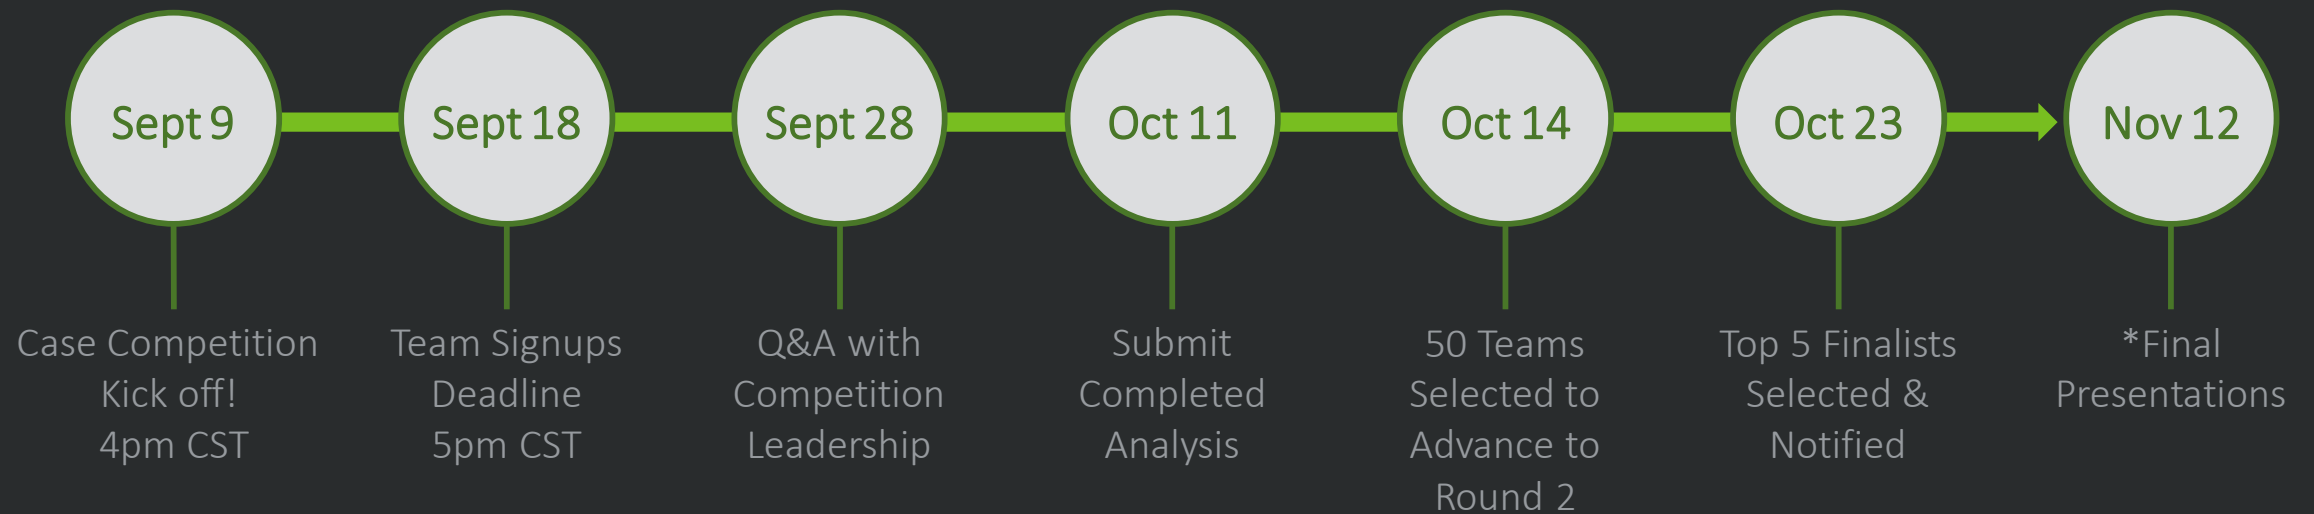 Sept 9
Sept 18
Sept 28
Oct 11
Oct 14
Oct 23
Nov 12
Case Competition
Kick off!
4pm CST
Team Signups
Deadline
5pm CST
Q&A with
Competition
Leadership
Submit
Completed
Analysis
50 Teams
Selected to
Advance to
Round 2
Top 5 Finalists
Selected &
Notified
*Final
Presentations